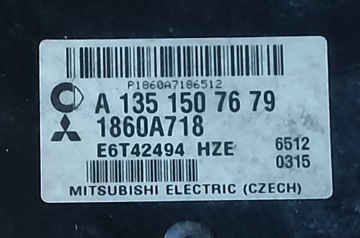 P1860A7186512
A 135 150 76 79
1860A718
E6T42494 HZE 6512
0315
MITSUBISHI ELECTRIC (CZECH)